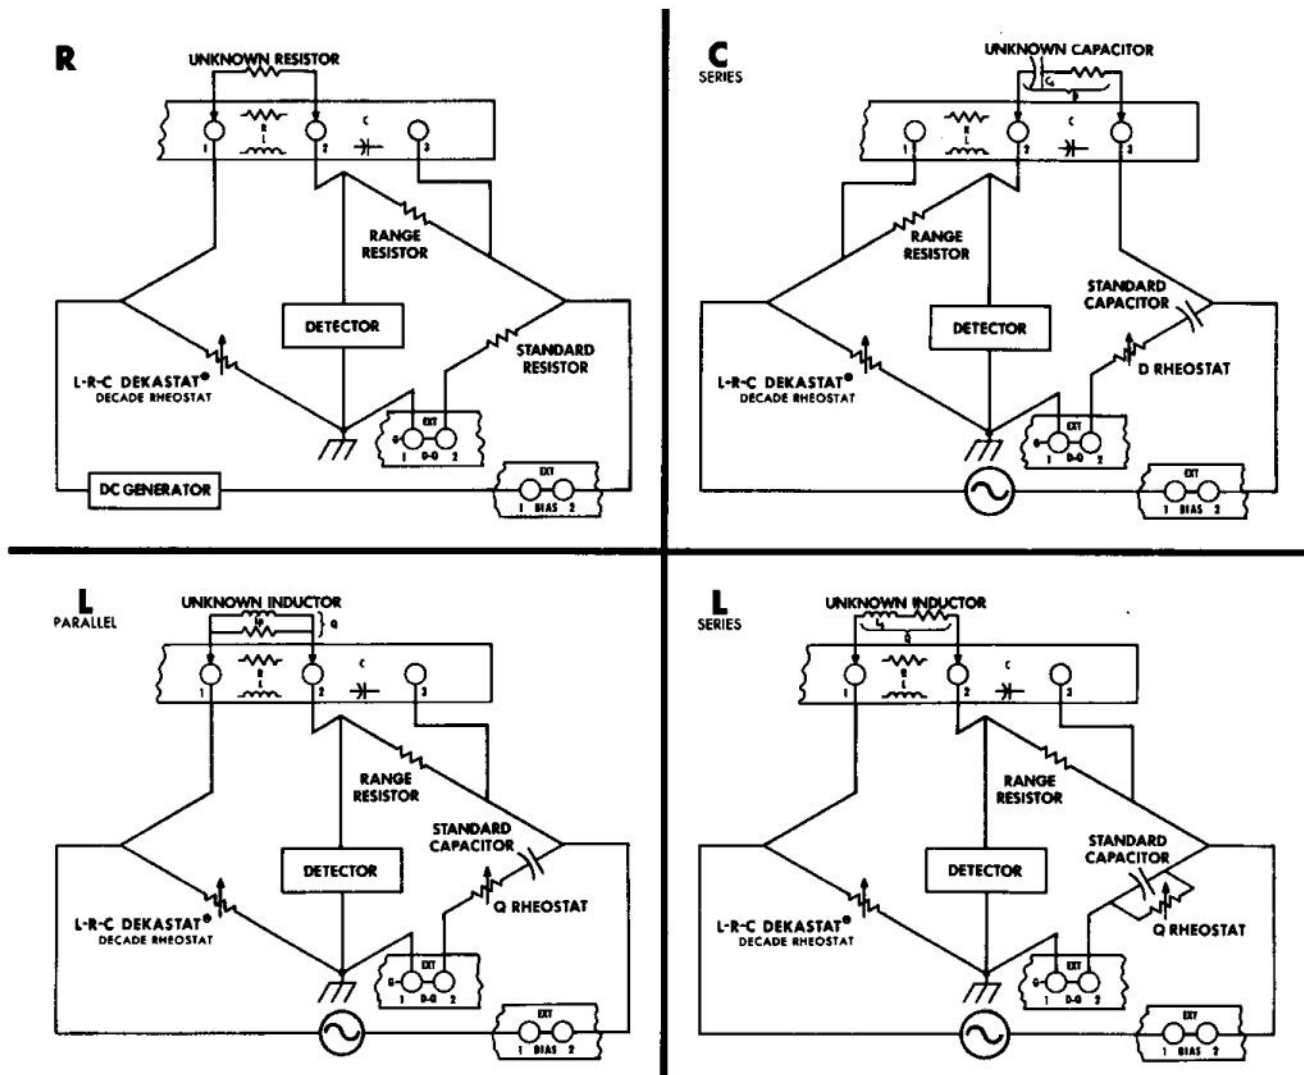 R
UNKNOWN RESISTOR
R
L
C
1
2
3
RANGE
RESISTOR
DETECTOR
STANDARD
RESISTOR
L-R-C DEKASTAT®
DECADE RHEOSTAT
EXT
G
1 D-Q 2
DC GENERATOR
EXT
1 BIAS 2
C
SERIES
UNKNOWN CAPACITOR
Cs
D
R
L
C
1
2
3
RANGE
RESISTOR
STANDARD
CAPACITOR
DETECTOR
D RHEOSTAT
L-R-C DEKASTAT®
DECADE RHEOSTAT
EXT
G
1 D-Q 2
EXT
1 BIAS 2
L
PARALLEL
UNKNOWN INDUCTOR
Lp
Q
R
L
C
1
2
3
RANGE
RESISTOR
STANDARD
CAPACITOR
DETECTOR
Q RHEOSTAT
L-R-C DEKASTAT®
DECADE RHEOSTAT
EXT
G
1 D-Q 2
EXT
1 BIAS 2
L
SERIES
UNKNOWN INDUCTOR
Ls
Q
R
L
C
1
2
3
RANGE
RESISTOR
STANDARD
CAPACITOR
DETECTOR
Q RHEOSTAT
L-R-C DEKASTAT®
DECADE RHEOSTAT
EXT
G
1 D-Q 2
EXT
1 BIAS 2